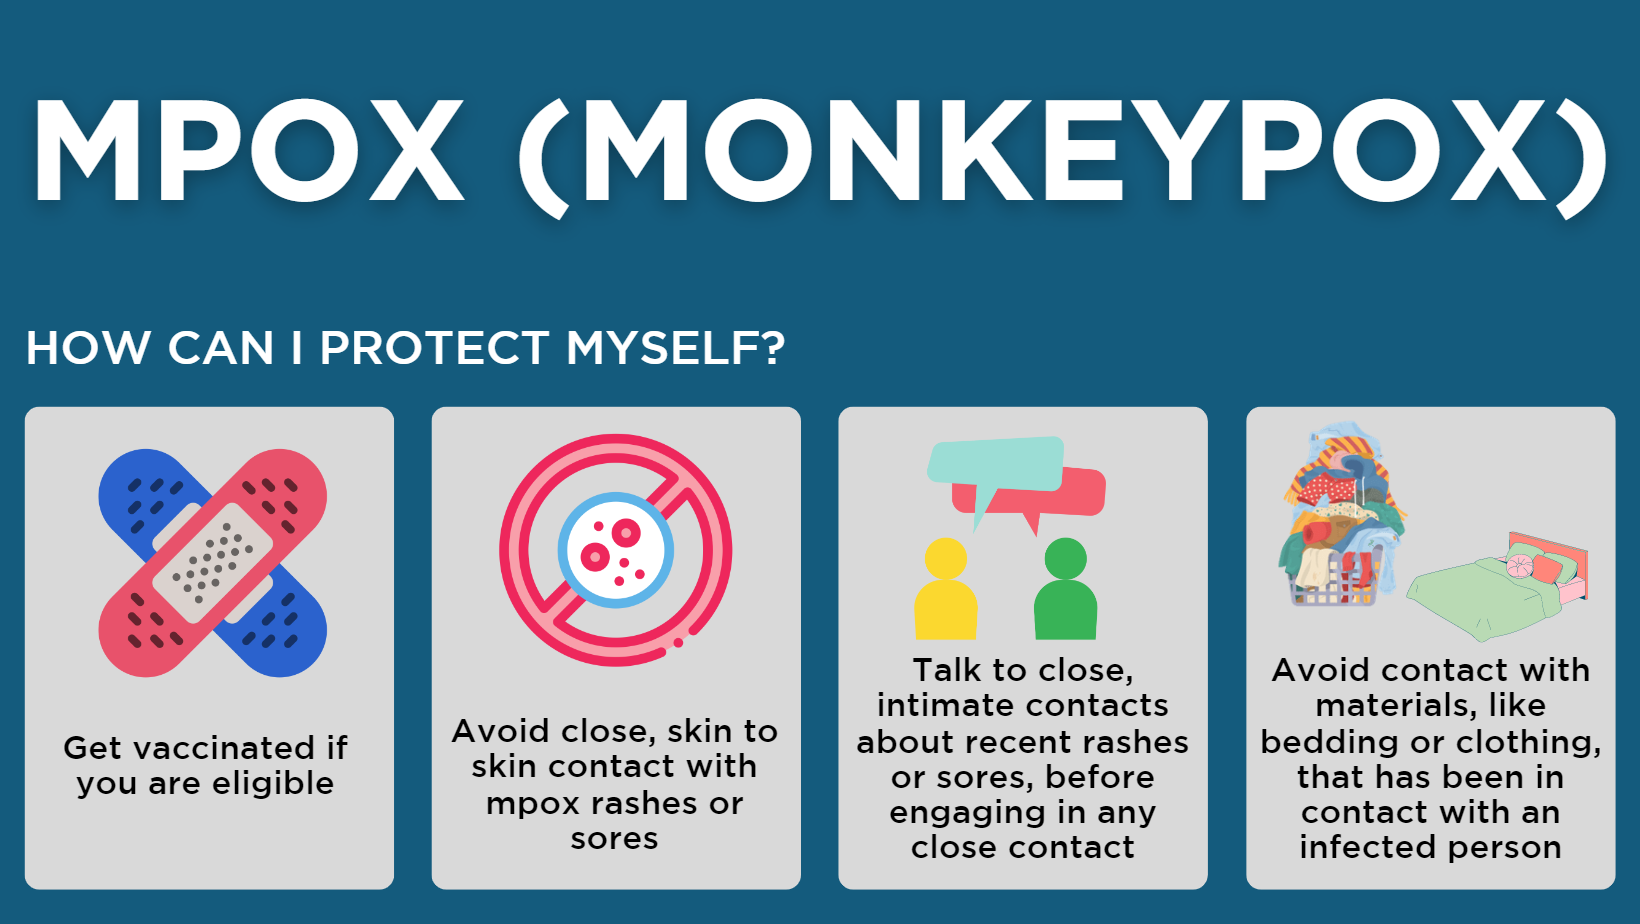 MPOX (MONKEYPOX)
HOW CAN I PROTECT MYSELF?
Get vaccinated if
you are eligible
Avoid close, skin to
skin contact with
mpox rashes or
sores
Talk to close,
intimate contacts
about recent rashes
or sores, before
engaging in any
close contact
Avoid contact with
materials, like
bedding or clothing,
that has been in
contact with an
infected person